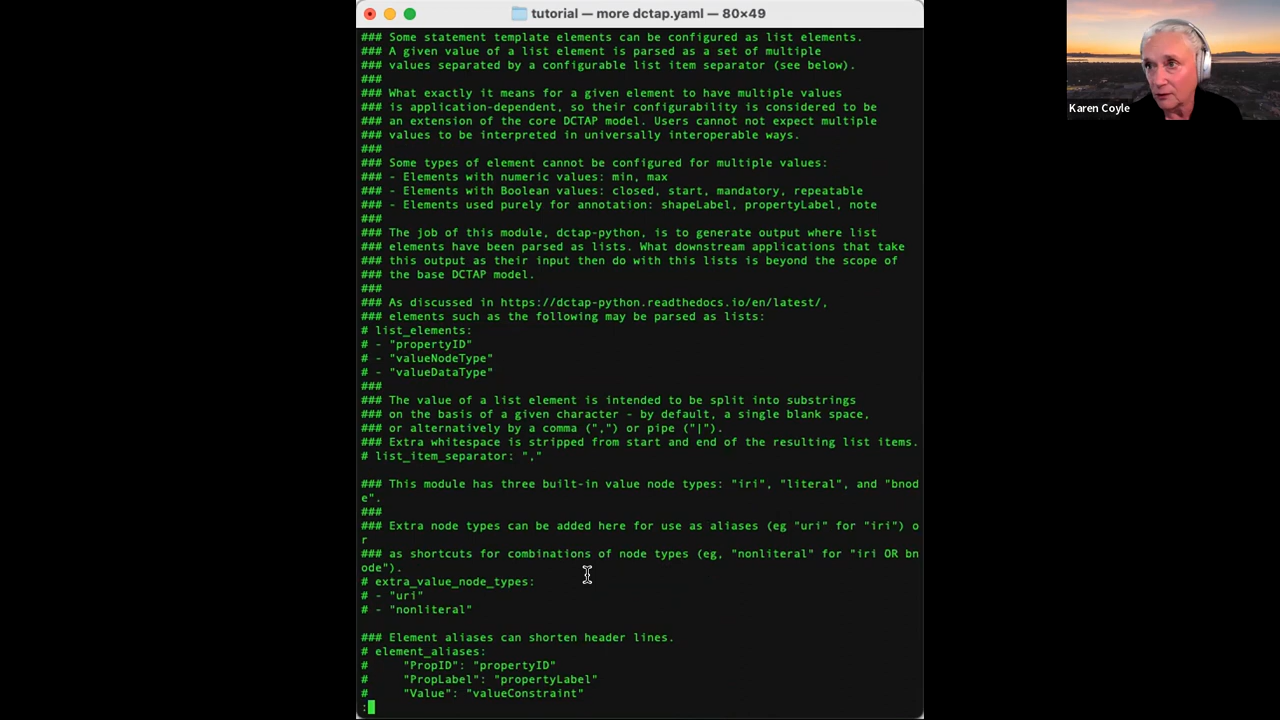 tutorial — more dctap.yaml — 80×49
### Some statement template elements can be configured as list elements.
### A given value of a list element is parsed as a set of multiple
### values separated by a configurable list item separator (see below).
###
### What exactly it means for a given element to have multiple values
### is application-dependent, so their configurability is considered to be
### an extension of the core DCTAP model. Users cannot not expect multiple
### values to be interpreted in universally interoperable ways.
###
### Some types of element cannot be configured for multiple values:
### - Elements with numeric values: min, max
### - Elements with Boolean values: closed, start, mandatory, repeatable
### - Elements used purely for annotation: shapeLabel, propertyLabel, note
###
### The job of this module, dctap-python, is to generate output where list
### elements have been parsed as lists. What downstream applications that take
### this output as their input then do with this lists is beyond the scope of
### the base DCTAP model.
###
### As discussed in https://dctap-python.readthedocs.io/en/latest/,
### elements such as the following may be parsed as lists:
# list_elements:
# - "propertyID"
# - "valueNodeType"
# - "valueDataType"
###
### The value of a list element is intended to be split into substrings
### on the basis of a given character - by default, a single blank space,
### or alternatively by a comma (",") or pipe ("|").
### Extra whitespace is stripped from start and end of the resulting list items.
# list_item_separator: ","
### This module has three built-in value node types: "iri", "literal", and "bnod
e".
###
### Extra node types can be added here for use as aliases (eg "uri" for "iri") o
r
### as shortcuts for combinations of node types (eg, "nonliteral" for "iri OR bn
ode").
# extra_value_node_types:
# - "uri"
# - "nonliteral"
### Element aliases can shorten header lines.
# element_aliases:
#     "PropID": "propertyID"
#     "PropLabel": "propertyLabel"
#     "Value": "valueConstraint"
:
Karen Coyle